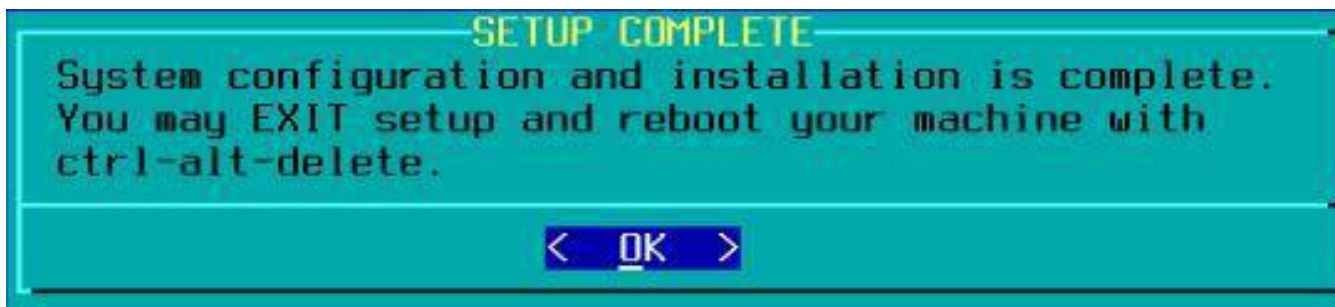 SETUP COMPLETE
System configuration and installation is complete.
You may EXIT setup and reboot your machine with
ctrl-alt-delete.
< OK >